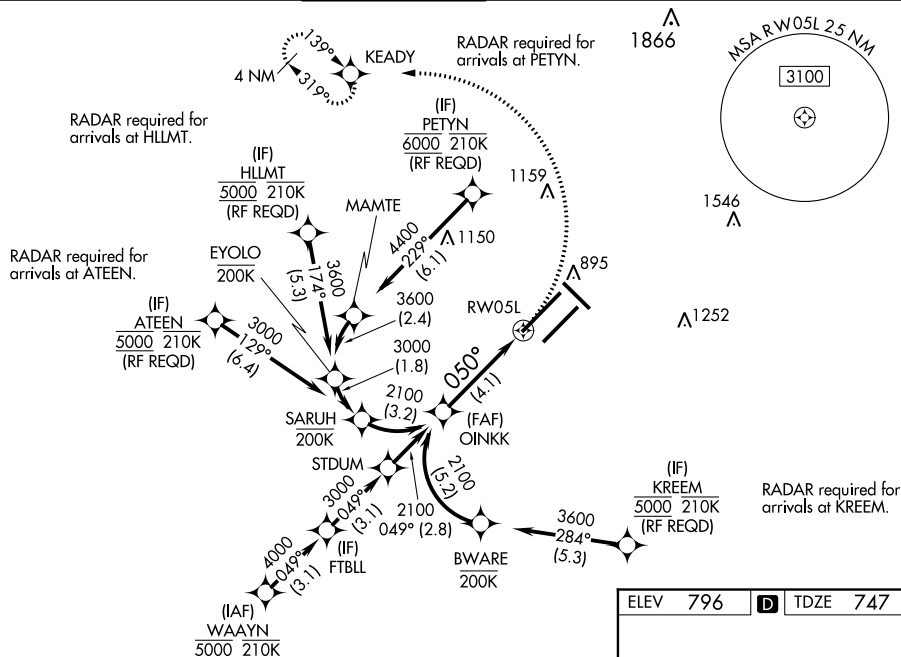 1866
MSA RW05L 25 NM
3100
139°
4 NM
319°
KEADY
RADAR required for
arrivals at PETYN.
RADAR required for
arrivals at HLLMT.
(IF)
PETYN
6000 210K
(RF REQD)
(IF)
HLLMT
5000 210K
(RF REQD)
MAMTE
1159
1150
1546
4400
229°
(6.1)
EYOLO
200K
3600
174°
(5.3)
RADAR required for
arrivals at ATEEN.
895
(IF)
ATEEN
5000 210K
(RF REQD)
3000
129°
(6.4)
3600
(2.4)
RW05L
1252
3000
(1.8)
050°
(4.1)
2100
(3.2)
SARUH
200K
(FAF)
OINKK
STDUM
2100
(5.2)
3000
049°
(3.1)
2100
049° (2.8)
(IF)
KREEM
5000 210K
(RF REQD)
RADAR required for
arrivals at KREEM.
3600
284°
(5.3)
BWARE
200K
(IF)
FTBLL
4000
049°
(3.1)
(IAF)
WAAYN
5000 210K
ELEV 796 D TDZE 747